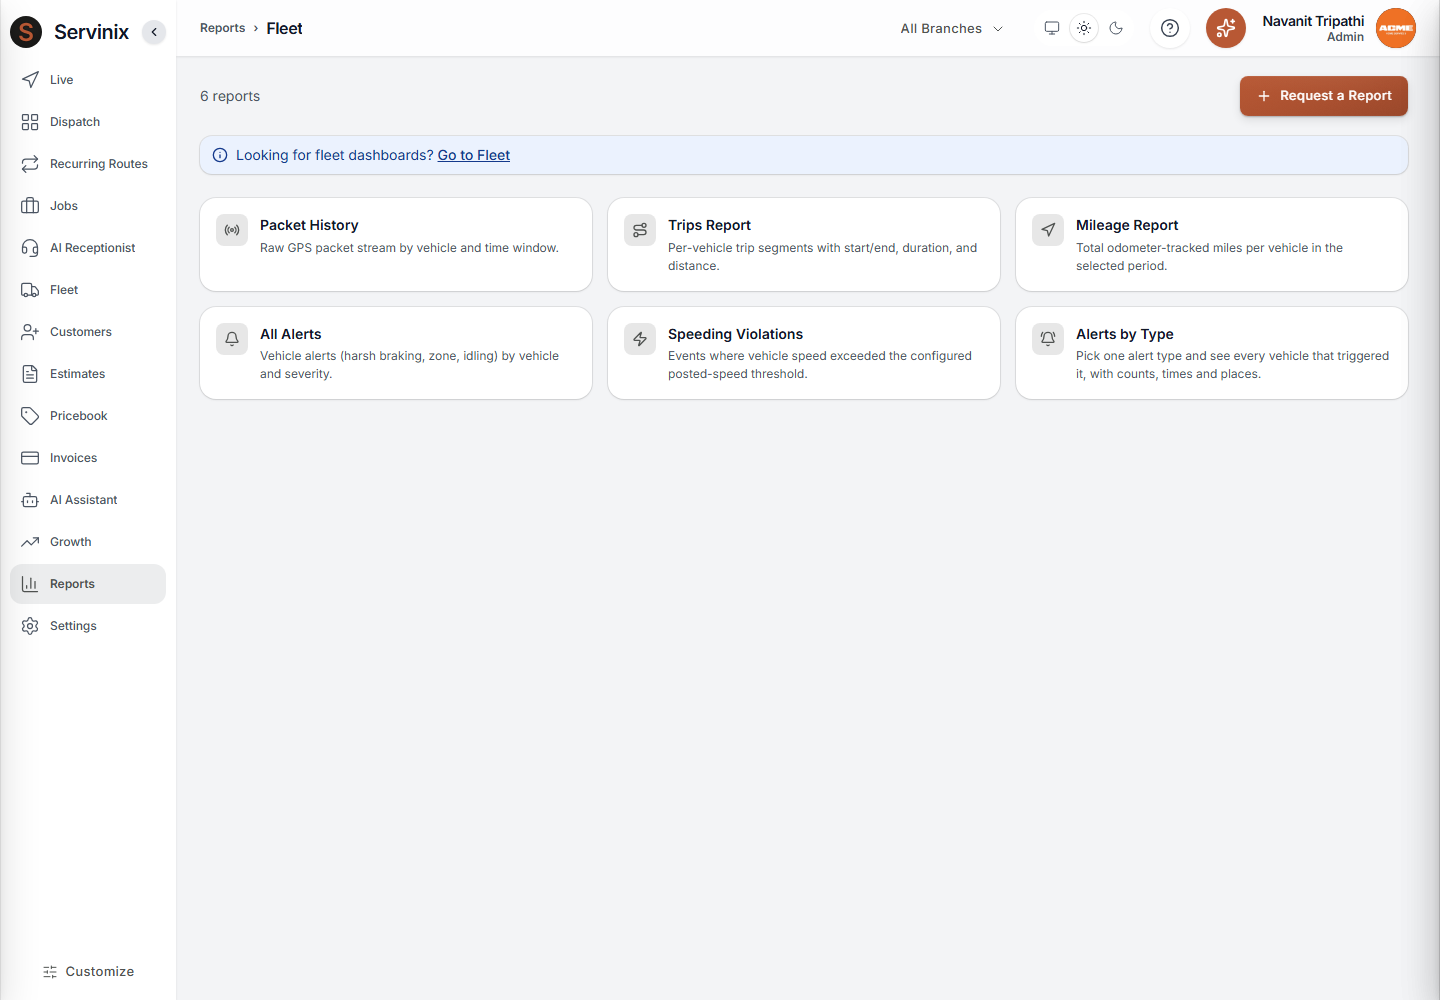 S Servinix
Reports › Fleet
All Branches
Navanit Tripathi
Admin
ACME
Live
Dispatch
Recurring Routes
Jobs
AI Receptionist
Fleet
Customers
Estimates
Pricebook
Invoices
AI Assistant
Growth
Reports
Settings
Customize
6 reports
+ Request a Report
Looking for fleet dashboards? Go to Fleet
Packet History
Raw GPS packet stream by vehicle and time window.
Trips Report
Per-vehicle trip segments with start/end, duration, and
distance.
Mileage Report
Total odometer-tracked miles per vehicle in the
selected period.
All Alerts
Vehicle alerts (harsh braking, zone, idling) by vehicle
and severity.
Speeding Violations
Events where vehicle speed exceeded the configured
posted-speed threshold.
Alerts by Type
Pick one alert type and see every vehicle that triggered
it, with counts, times and places.